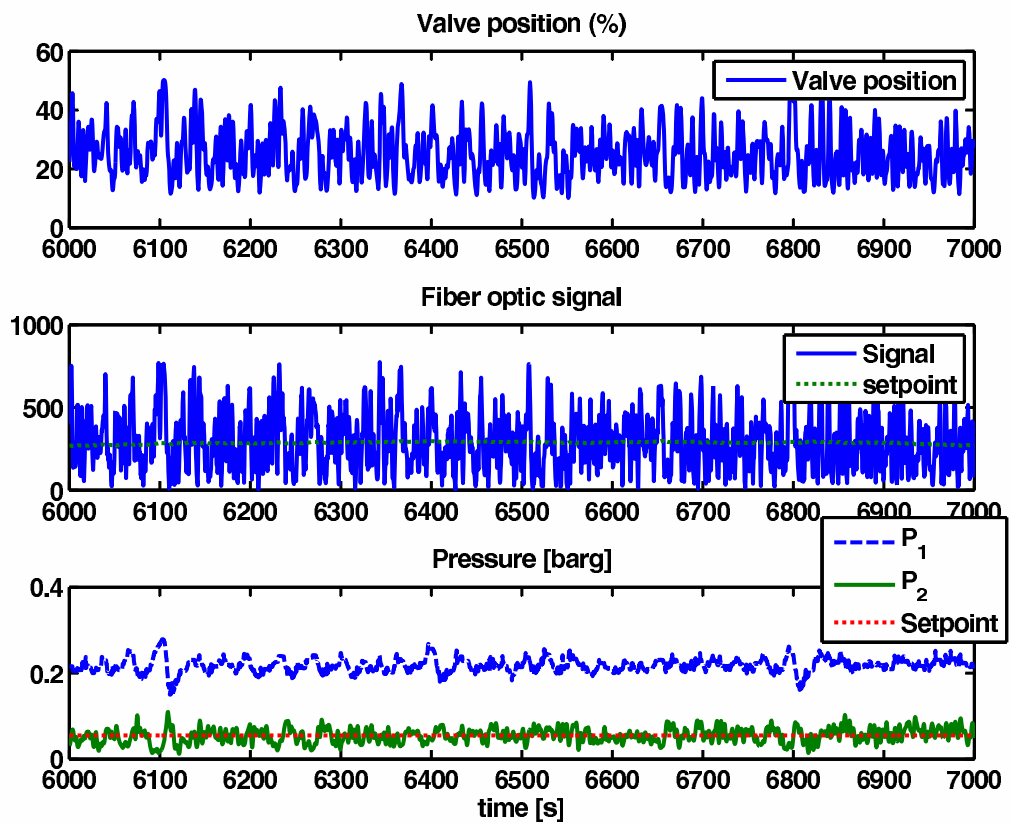 Valve position (%)
60
40
20
0
Valve position
6000 6100 6200 6300 6400 6500 6600 6700 6800 6900 7000
Fiber optic signal
1000
500
0
Signal
setpoint
6000 6100 6200 6300 6400 6500 6600 6700 6800 6900 7000
Pressure [barg]
0.4
0.2
0
P1
P2
Setpoint
6000 6100 6200 6300 6400 6500 6600 6700 6800 6900 7000
time [s]